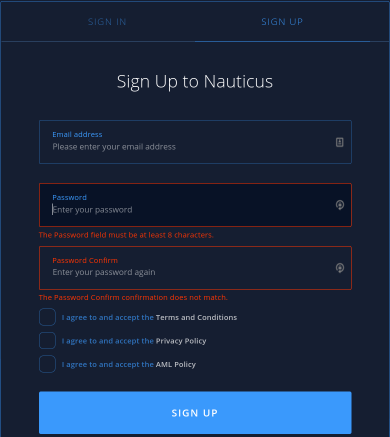 SIGN IN
SIGN UP
Sign Up to Nauticus
Email address
Please enter your email address
Password
Enter your password
The Password field must be at least 8 characters.
Password Confirm
Enter your password again
The Password Confirm confirmation does not match.
I agree to and accept the Terms and Conditions
I agree to and accept the Privacy Policy
I agree to and accept the AML Policy
SIGN UP